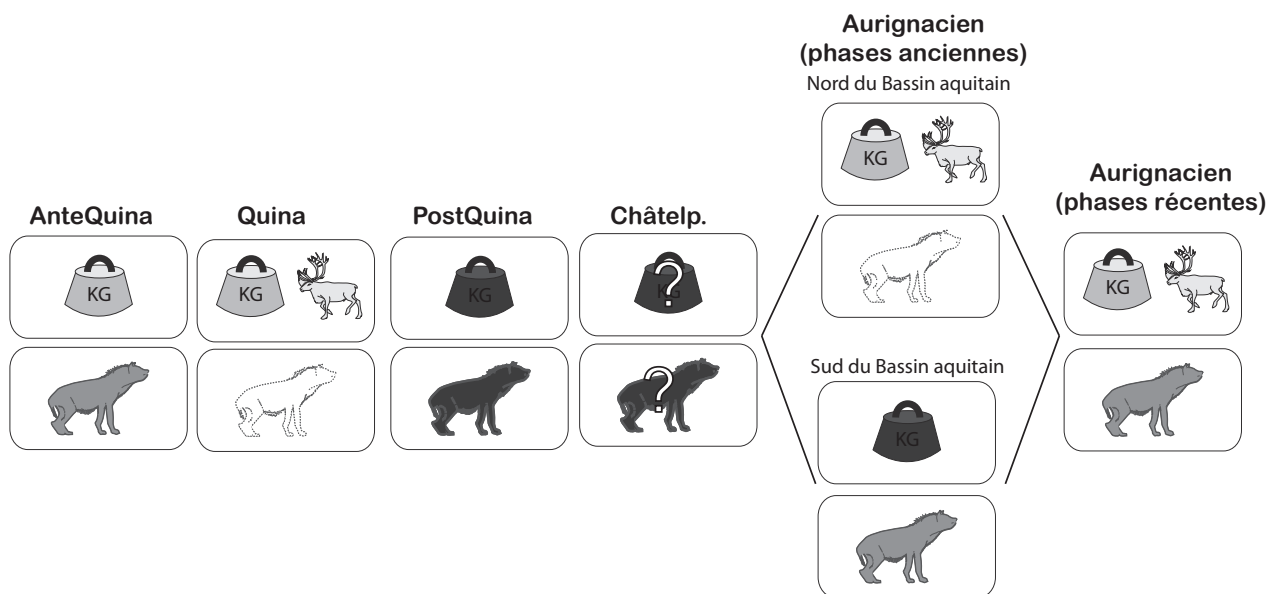 Aurignacien
(phases anciennes)
Nord du Bassin aquitain
KG
Aurignacien
(phases récentes)
AnteQuina
Quina
PostQuina
Châtelp.
KG
KG
KG
?
KG
KG
?
Sud du Bassin aquitain
KG